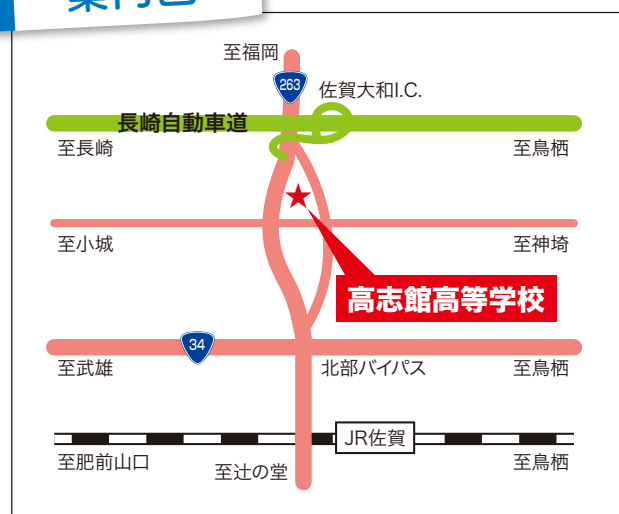 案内図
至福岡
263
佐賀大和I.C.
長崎自動車道
至長崎
至鳥栖
至小城
至神埼
高志館高等学校
34
至武雄
北部バイパス
至鳥栖
JR佐賀
至肥前山口
至辻の堂
至鳥栖